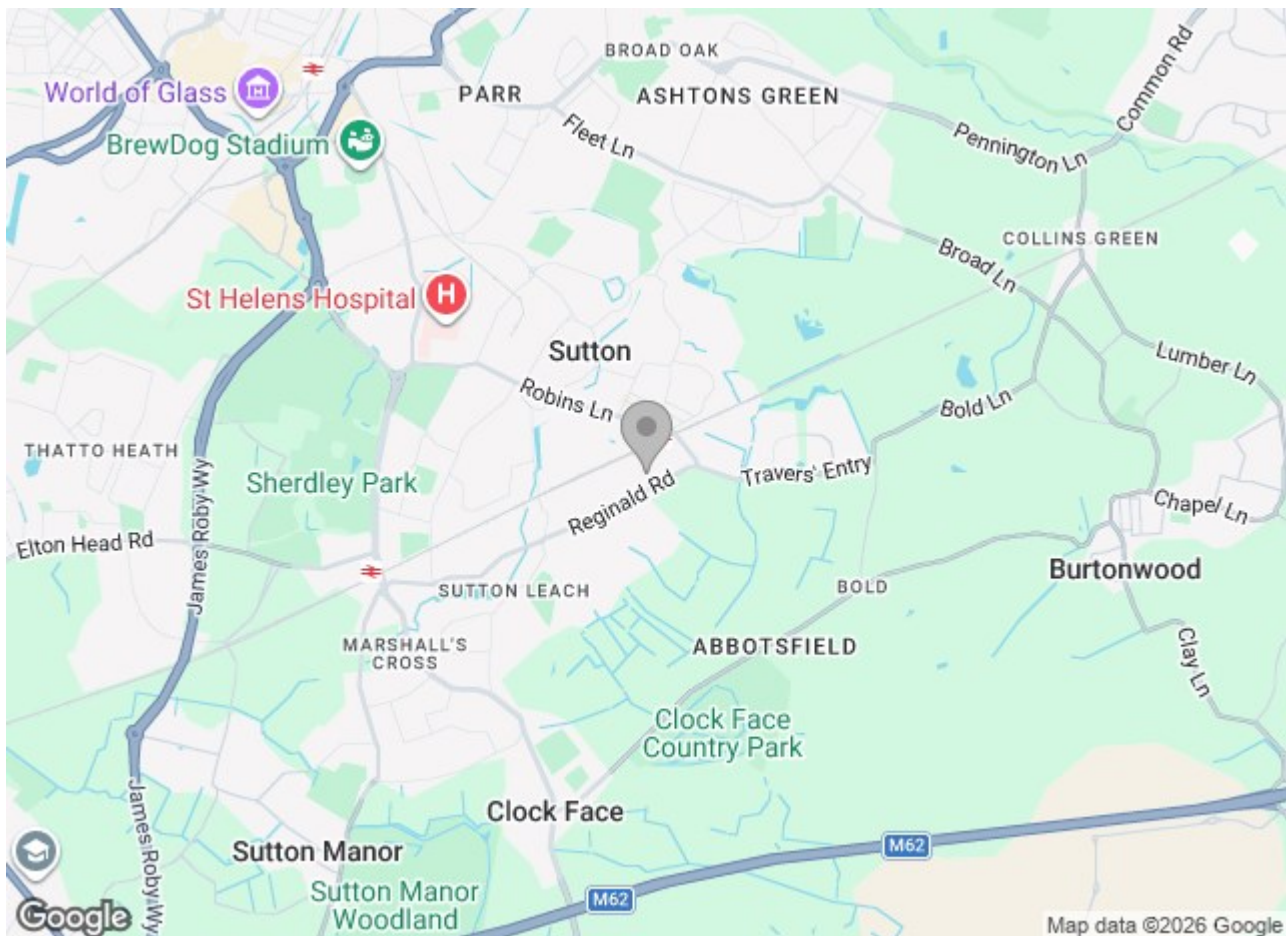 BROAD OAK
World of Glass
PARR
ASHTONS GREEN
Common Rd
BrewDog Stadium
Fleet Ln
Pennington Ln
COLLINS GREEN
Broad Ln
St Helens Hospital
H
Sutton
Lumber Ln
Robins Ln
Bold Ln
THATTO HEATH
Sherdley Park
Travers' Entry
Reginald Rd
Chapel Ln
Elton Head Rd
James Roby Wy
Burtonwood
SUTTON LEACH
BOLD
MARSHALL'S
CROSS
ABBOTSFIELD
Clay Ln
Clock Face
Country Park
James Roby Wy
Clock Face
M62
Sutton Manor
Sutton Manor
Woodland
M62
Google
Map data ©2026 Google